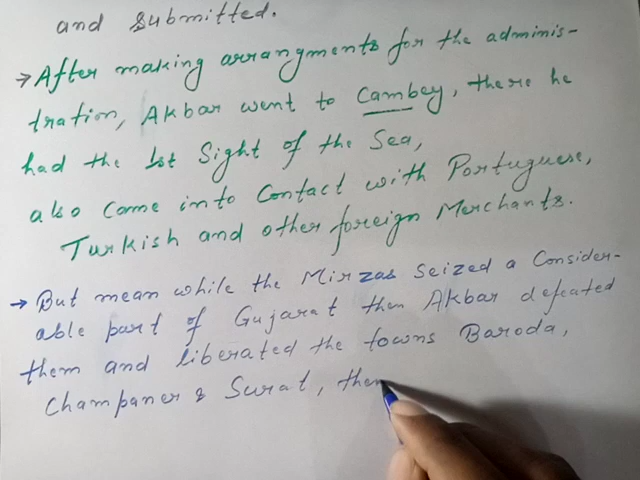 and submitted.
→ After making arrangments for the adminis-
tration, Akbar went to Cambey, there he
had the 1st Sight of the Sea,
also come into Contact with Portuguese,
Turkish and other foreign Merchants.
→ But mean while the Mirzas Seized a Consider-
able part of Gujarat then Akbar defeated
them and liberated the towns Baroda,
Champaner & Surat, then